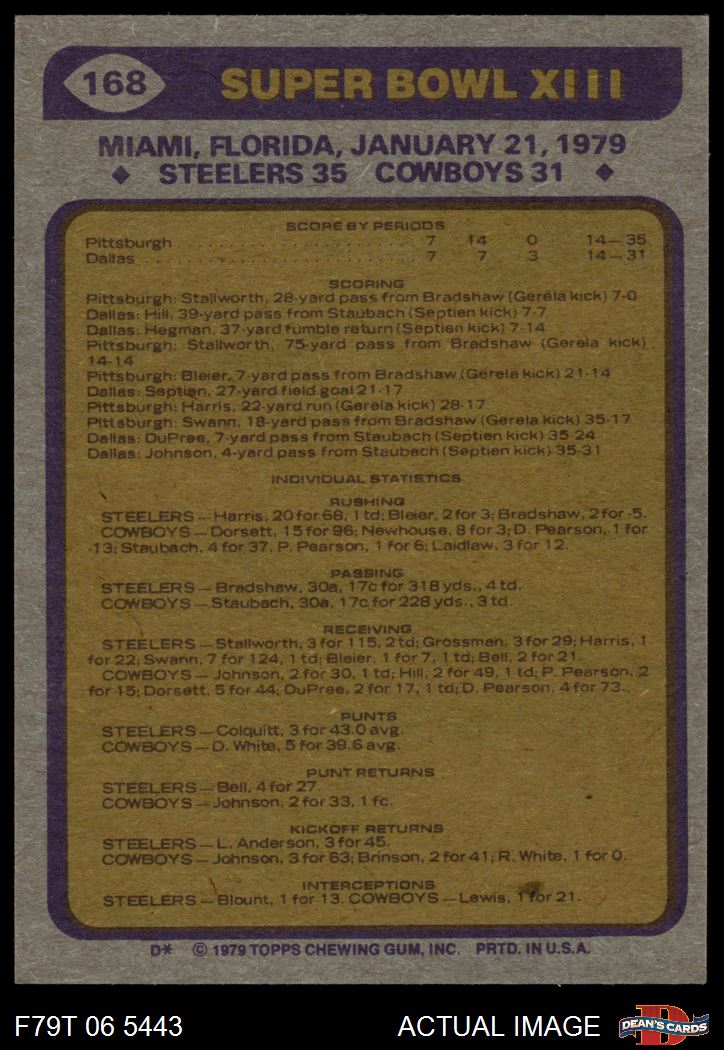 168 SUPER BOWL XIII
MIAMI, FLORIDA, JANUARY 21, 1979
◆ STEELERS 35 COWBOYS 31 ◆
SCORE BY PERIODS
Pittsburgh . . . . . . . . . . . . . . . . . . . . . . . 7 14 0 14—35
Dallas . . . . . . . . . . . . . . . . . . . . . . . . . . 7 7 3 14—31
SCORING
Pittsburgh: Stallworth, 28-yard pass from Bradshaw (Gerela kick) 7-0
Dallas: Hill, 39-yard pass from Staubach (Septien kick) 7-7
Dallas: Hegman, 37-yard fumble return (Septien kick) 7-14
Pittsburgh: Stallworth, 75-yard pass from Bradshaw (Gerela kick)
14-14
Pittsburgh: Bleier, 7-yard pass from Bradshaw (Gerela kick) 21-14
Dallas: Septien, 27-yard field goal 21-17
Pittsburgh: Harris, 22-yard run (Gerela kick) 28-17
Pittsburgh: Swann, 18-yard pass from Bradshaw (Gerela kick) 35-17
Dallas: DuPree, 7-yard pass from Staubach (Septien kick) 35-24
Dallas: Johnson, 4-yard pass from Staubach (Septien kick) 35-31
INDIVIDUAL STATISTICS
RUSHING
STEELERS—Harris, 20 for 68, 1 td; Bleier, 2 for 3; Bradshaw, 2 for -5.
COWBOYS—Dorsett, 15 for 96; Newhouse, 8 for 3; D. Pearson, 1 for
-13; Staubach, 4 for 37, P. Pearson, 1 for 6; Laidlaw, 3 for 12.
PASSING
STEELERS—Bradshaw, 30a, 17c for 318 yds., 4 td.
COWBOYS—Staubach, 30a, 17c for 228 yds., 3 td.
RECEIVING
STEELERS—Stallworth, 3 for 115, 2 td; Grossman, 3 for 29; Harris, 1
for 22; Swann, 7 for 124, 1 td; Bleier, 1 for 7, 1 td; Bell, 2 for 21.
COWBOYS—Johnson, 2 for 30, 1 td; Hill, 2 for 49, 1 td; P. Pearson, 2
for 15; Dorsett, 5 for 44; DuPree, 2 for 17, 1 td; D. Pearson, 4 for 73.
PUNTS
STEELERS—Colquitt, 3 for 43.0 avg.
COWBOYS—D. White, 5 for 39.6 avg.
PUNT RETURNS
STEELERS—Bell, 4 for 27.
COWBOYS—Johnson, 2 for 33, 1 fc.
KICKOFF RETURNS
STEELERS—L. Anderson, 3 for 45.
COWBOYS—Johnson, 3 for 63; Brinson, 2 for 41; R. White, 1 for 0.
INTERCEPTIONS
STEELERS—Blount, 1 for 13. COWBOYS—Lewis, 1 for 21.
D* © 1979 TOPPS CHEWING GUM, INC. PRTD. IN U.S.A.
F79T 06 5443 ACTUAL IMAGE D DEAN'S CARDS